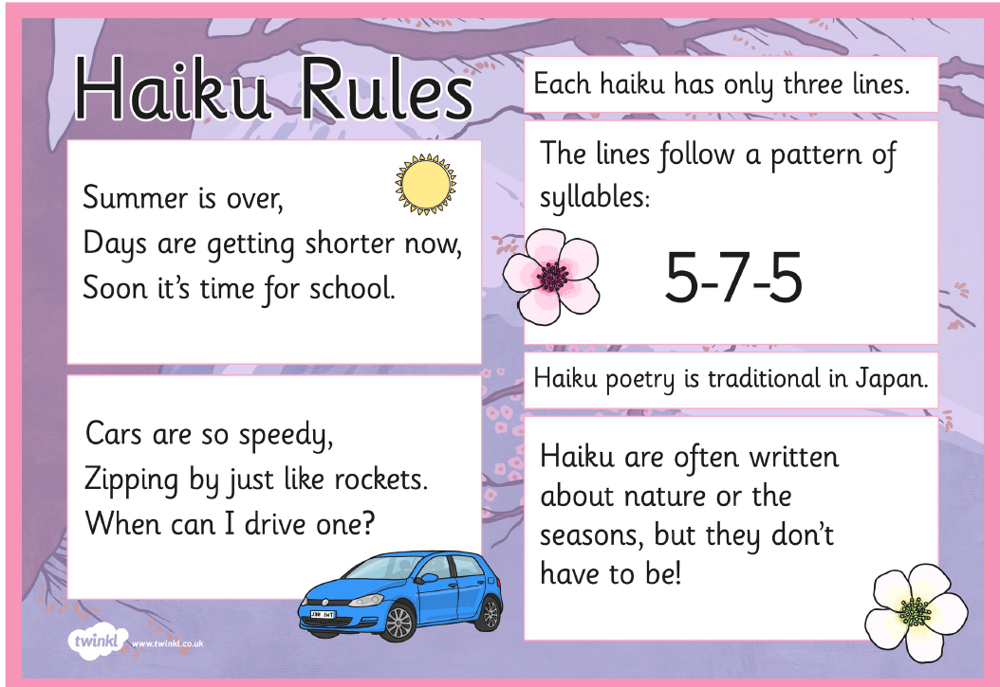 Haiku Rules
Summer is over,
Days are getting shorter now,
Soon it's time for school.
Cars are so speedy,
Zipping by just like rockets.
When can I drive one?
Each haiku has only three lines.
The lines follow a pattern of
syllables:
5-7-5
Haiku poetry is traditional in Japan.
Haiku are often written
about nature or the
seasons, but they don't
have to be!
twinkl
www.twinkl.co.uk